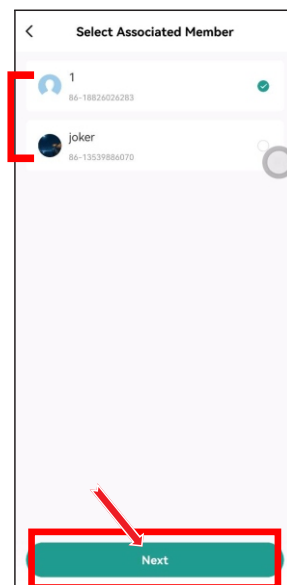 Select Associated Member
1
86-18826026283
joker
86-13539886070
Next